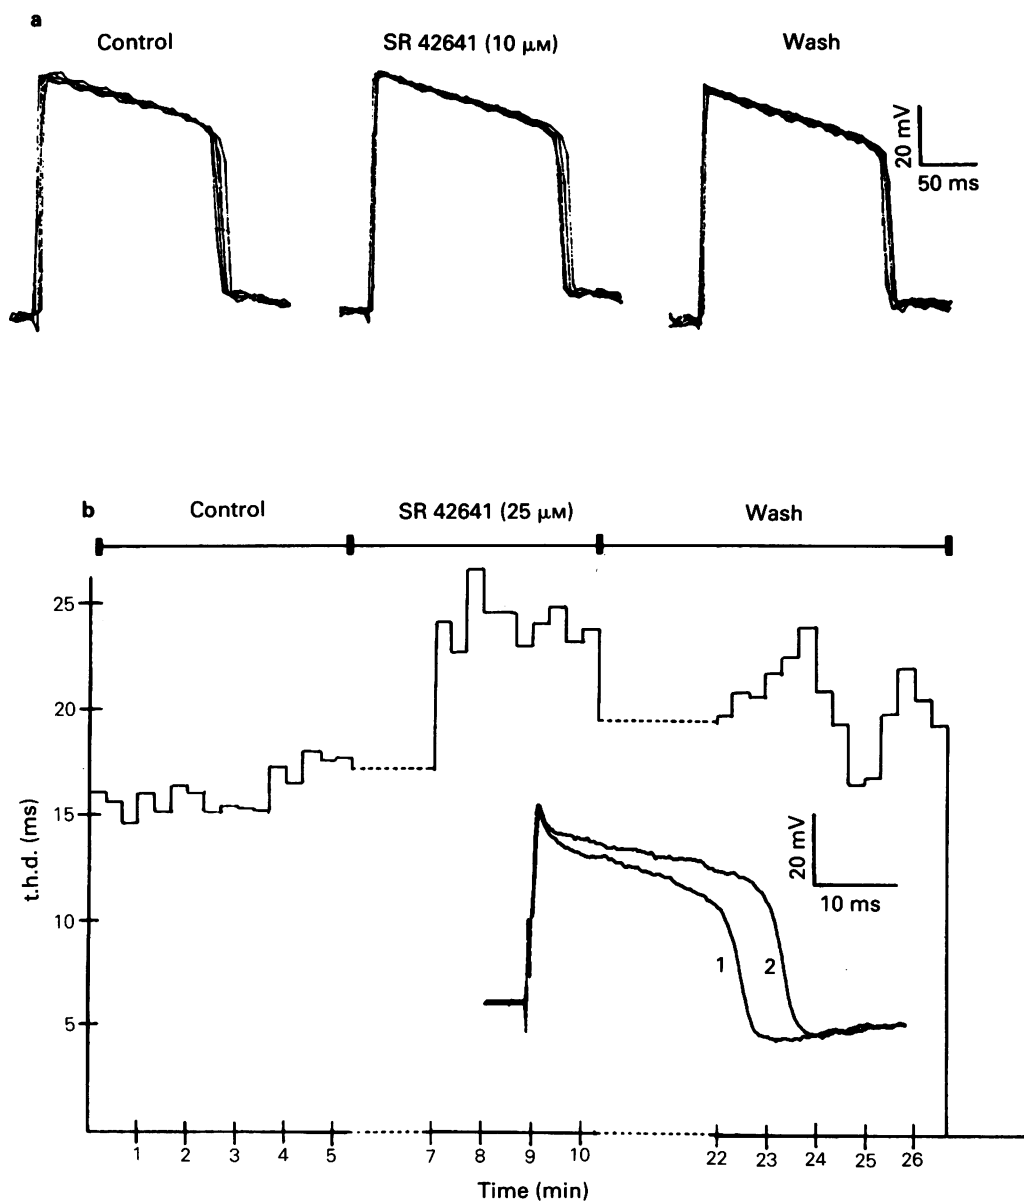 a
Control SR 42641 (10 μM) Wash
20 mV
50 ms
b Control SR 42641 (25 μM) Wash
25
20
15
10
5
t.h.d. (ms)
20 mV
10 ms
1 2
1 2 3 4 5 7 8 9 10 22 23 24 25 26
Time (min)